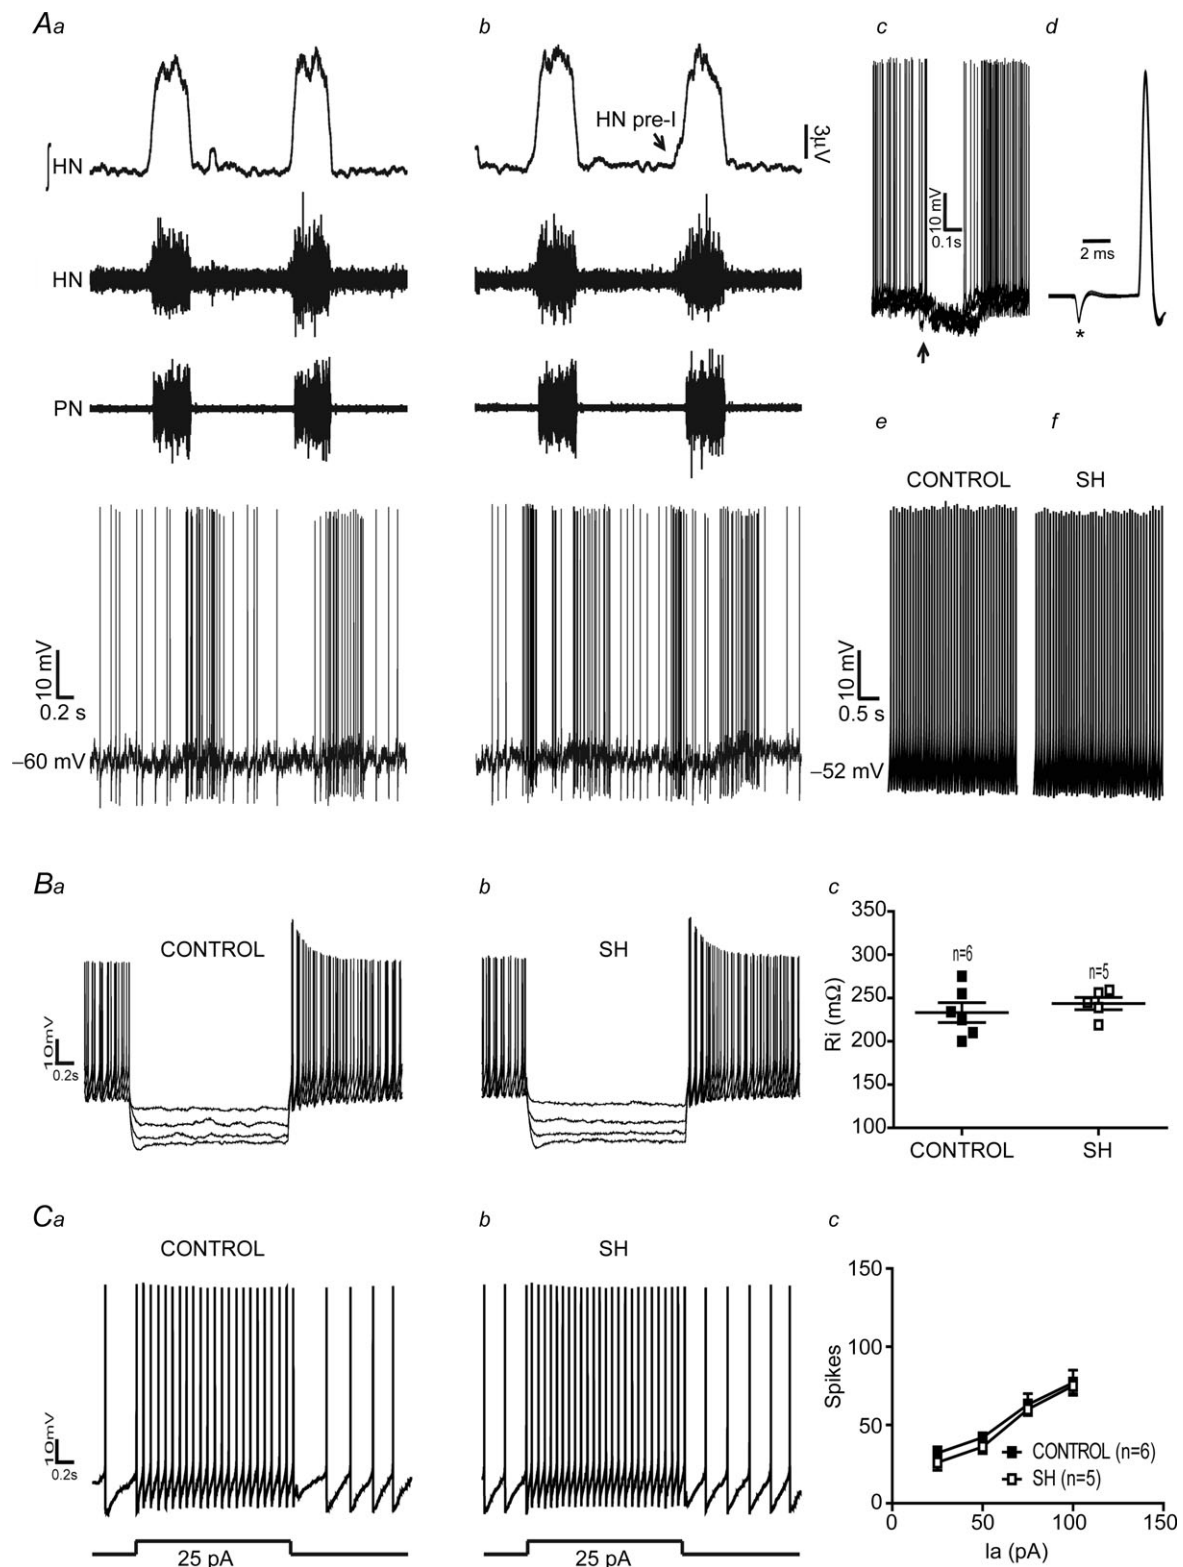 Aa
b
c
d
HN pre-I
3µV
∫HN
10 mV
0.1s
2 ms
*
HN
PN
e
f
CONTROL
SH
10 mV
0.2 s
–60 mV
10 mV
0.5 s
–52 mV
Ba
b
c
CONTROL
SH
10mV
0.2s
350
300
250
200
150
100
Ri (mΩ)
n=6
n=5
CONTROL
SH
Ca
b
c
CONTROL
SH
10mV
0.2s
25 pA
25 pA
150
100
50
0
Spikes
CONTROL (n=6)
SH (n=5)
0
50
100
150
Ia (pA)